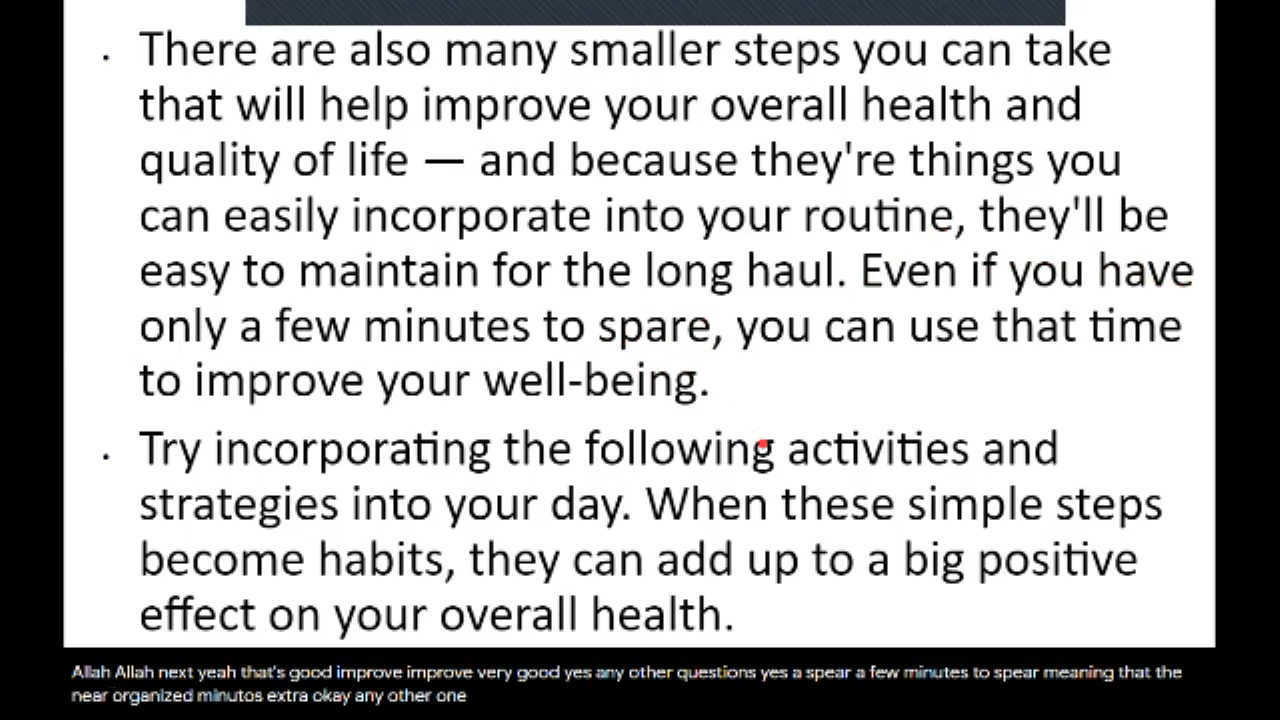 · There are also many smaller steps you can take
that will help improve your overall health and
quality of life — and because they're things you
can easily incorporate into your routine, they'll be
easy to maintain for the long haul. Even if you have
only a few minutes to spare, you can use that time
to improve your well-being.
· Try incorporating the following activities and
strategies into your day. When these simple steps
become habits, they can add up to a big positive
effect on your overall health.
Allah Allah next yeah that's good improve improve very good yes any other questions yes a spear a few minutes to spear meaning that the
near organized minutos extra okay any other one